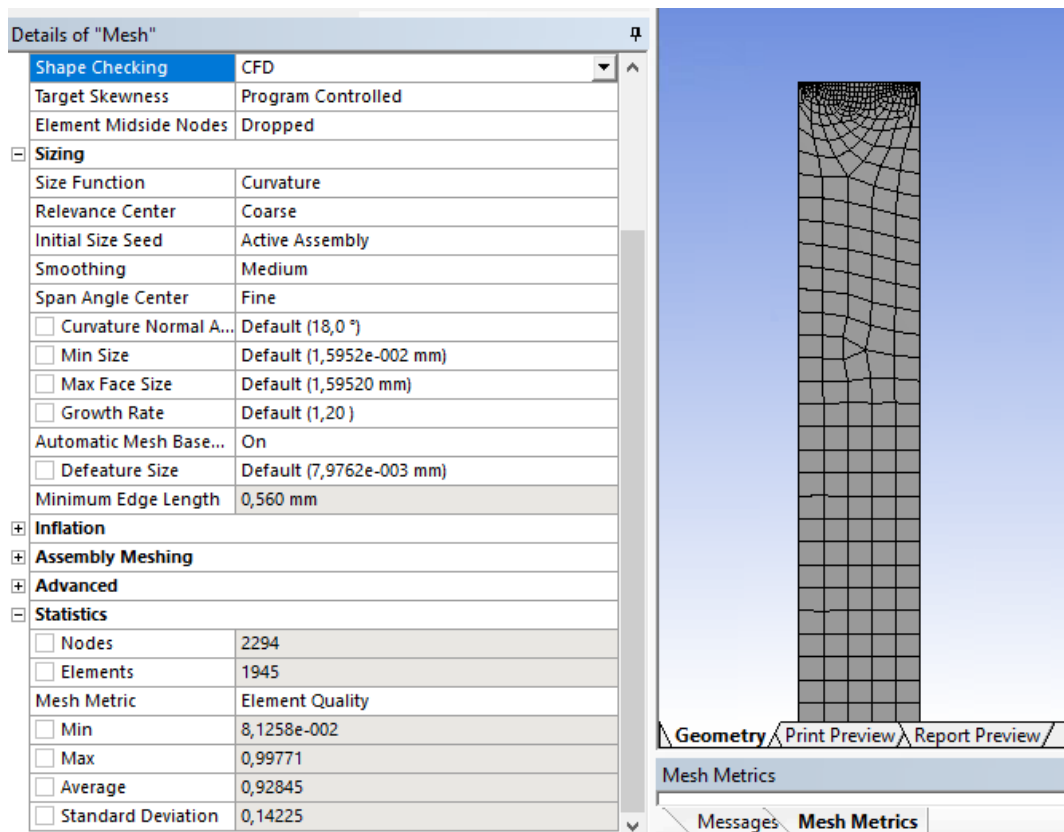 Details of "Mesh"
Shape Checking CFD
Target Skewness Program Controlled
Element Midside Nodes Dropped
Sizing
Size Function Curvature
Relevance Center Coarse
Initial Size Seed Active Assembly
Smoothing Medium
Span Angle Center Fine
Curvature Normal A... Default (18,0 °)
Min Size Default (1,5952e-002 mm)
Max Face Size Default (1,59520 mm)
Growth Rate Default (1,20 )
Automatic Mesh Base... On
Defeature Size Default (7,9762e-003 mm)
Minimum Edge Length 0,560 mm
Inflation
Assembly Meshing
Advanced
Statistics
Nodes 2294
Elements 1945
Mesh Metric Element Quality
Min 8,1258e-002
Max 0,99771
Average 0,92845
Standard Deviation 0,14225
Geometry Print Preview Report Preview
Mesh Metrics
Messages Mesh Metrics